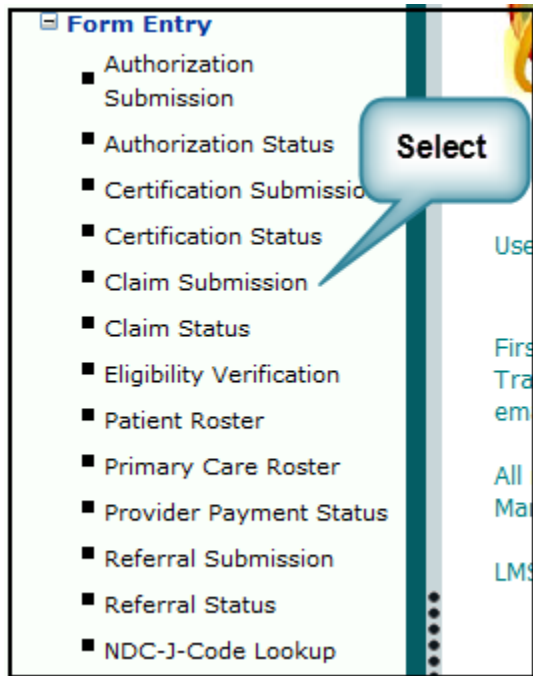 Form Entry
Authorization
Submission
Authorization Status
Select
Certification Submissio
Certification Status
Use
Claim Submission
Claim Status
Firs
Eligibility Verification
Tra
Patient Roster
ema
Primary Care Roster
All
Provider Payment Status
Mar
Referral Submission
LMS
Referral Status
NDC-J-Code Lookup